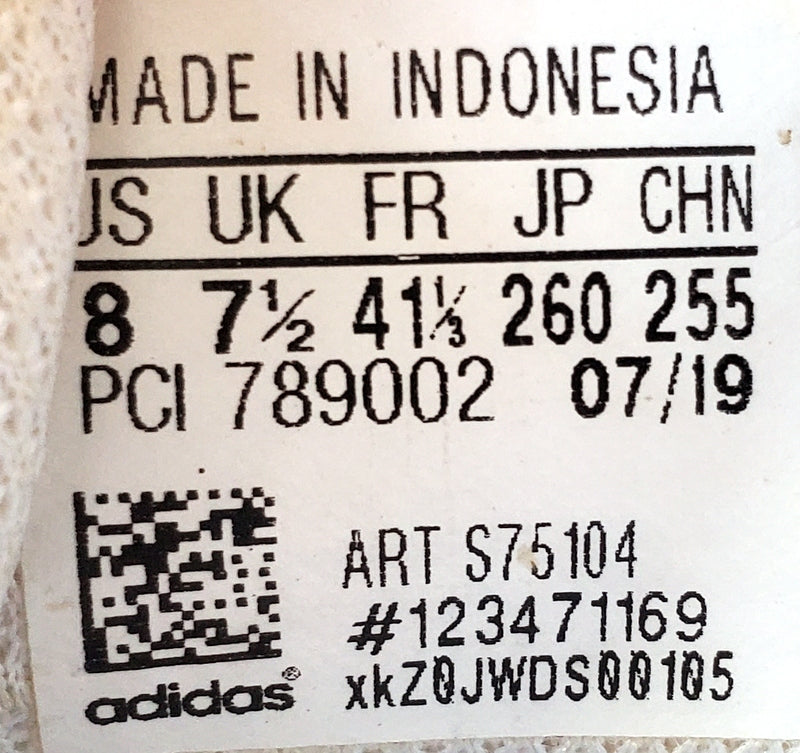 MADE IN INDONESIA
US UK FR JP CHN
8 7½ 41⅓ 260 255
PCI 789002 07/19
ART S75104
#123471169
xkZ0JWDS00105
adidas®